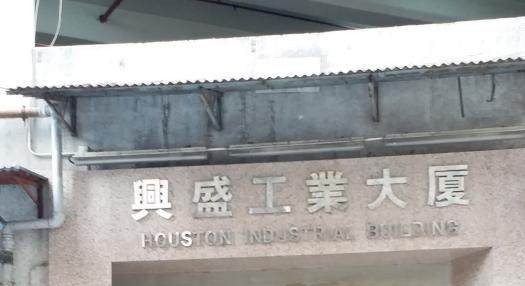 興盛工業大厦
HOUSTON INDUSTRIAL BUILDING